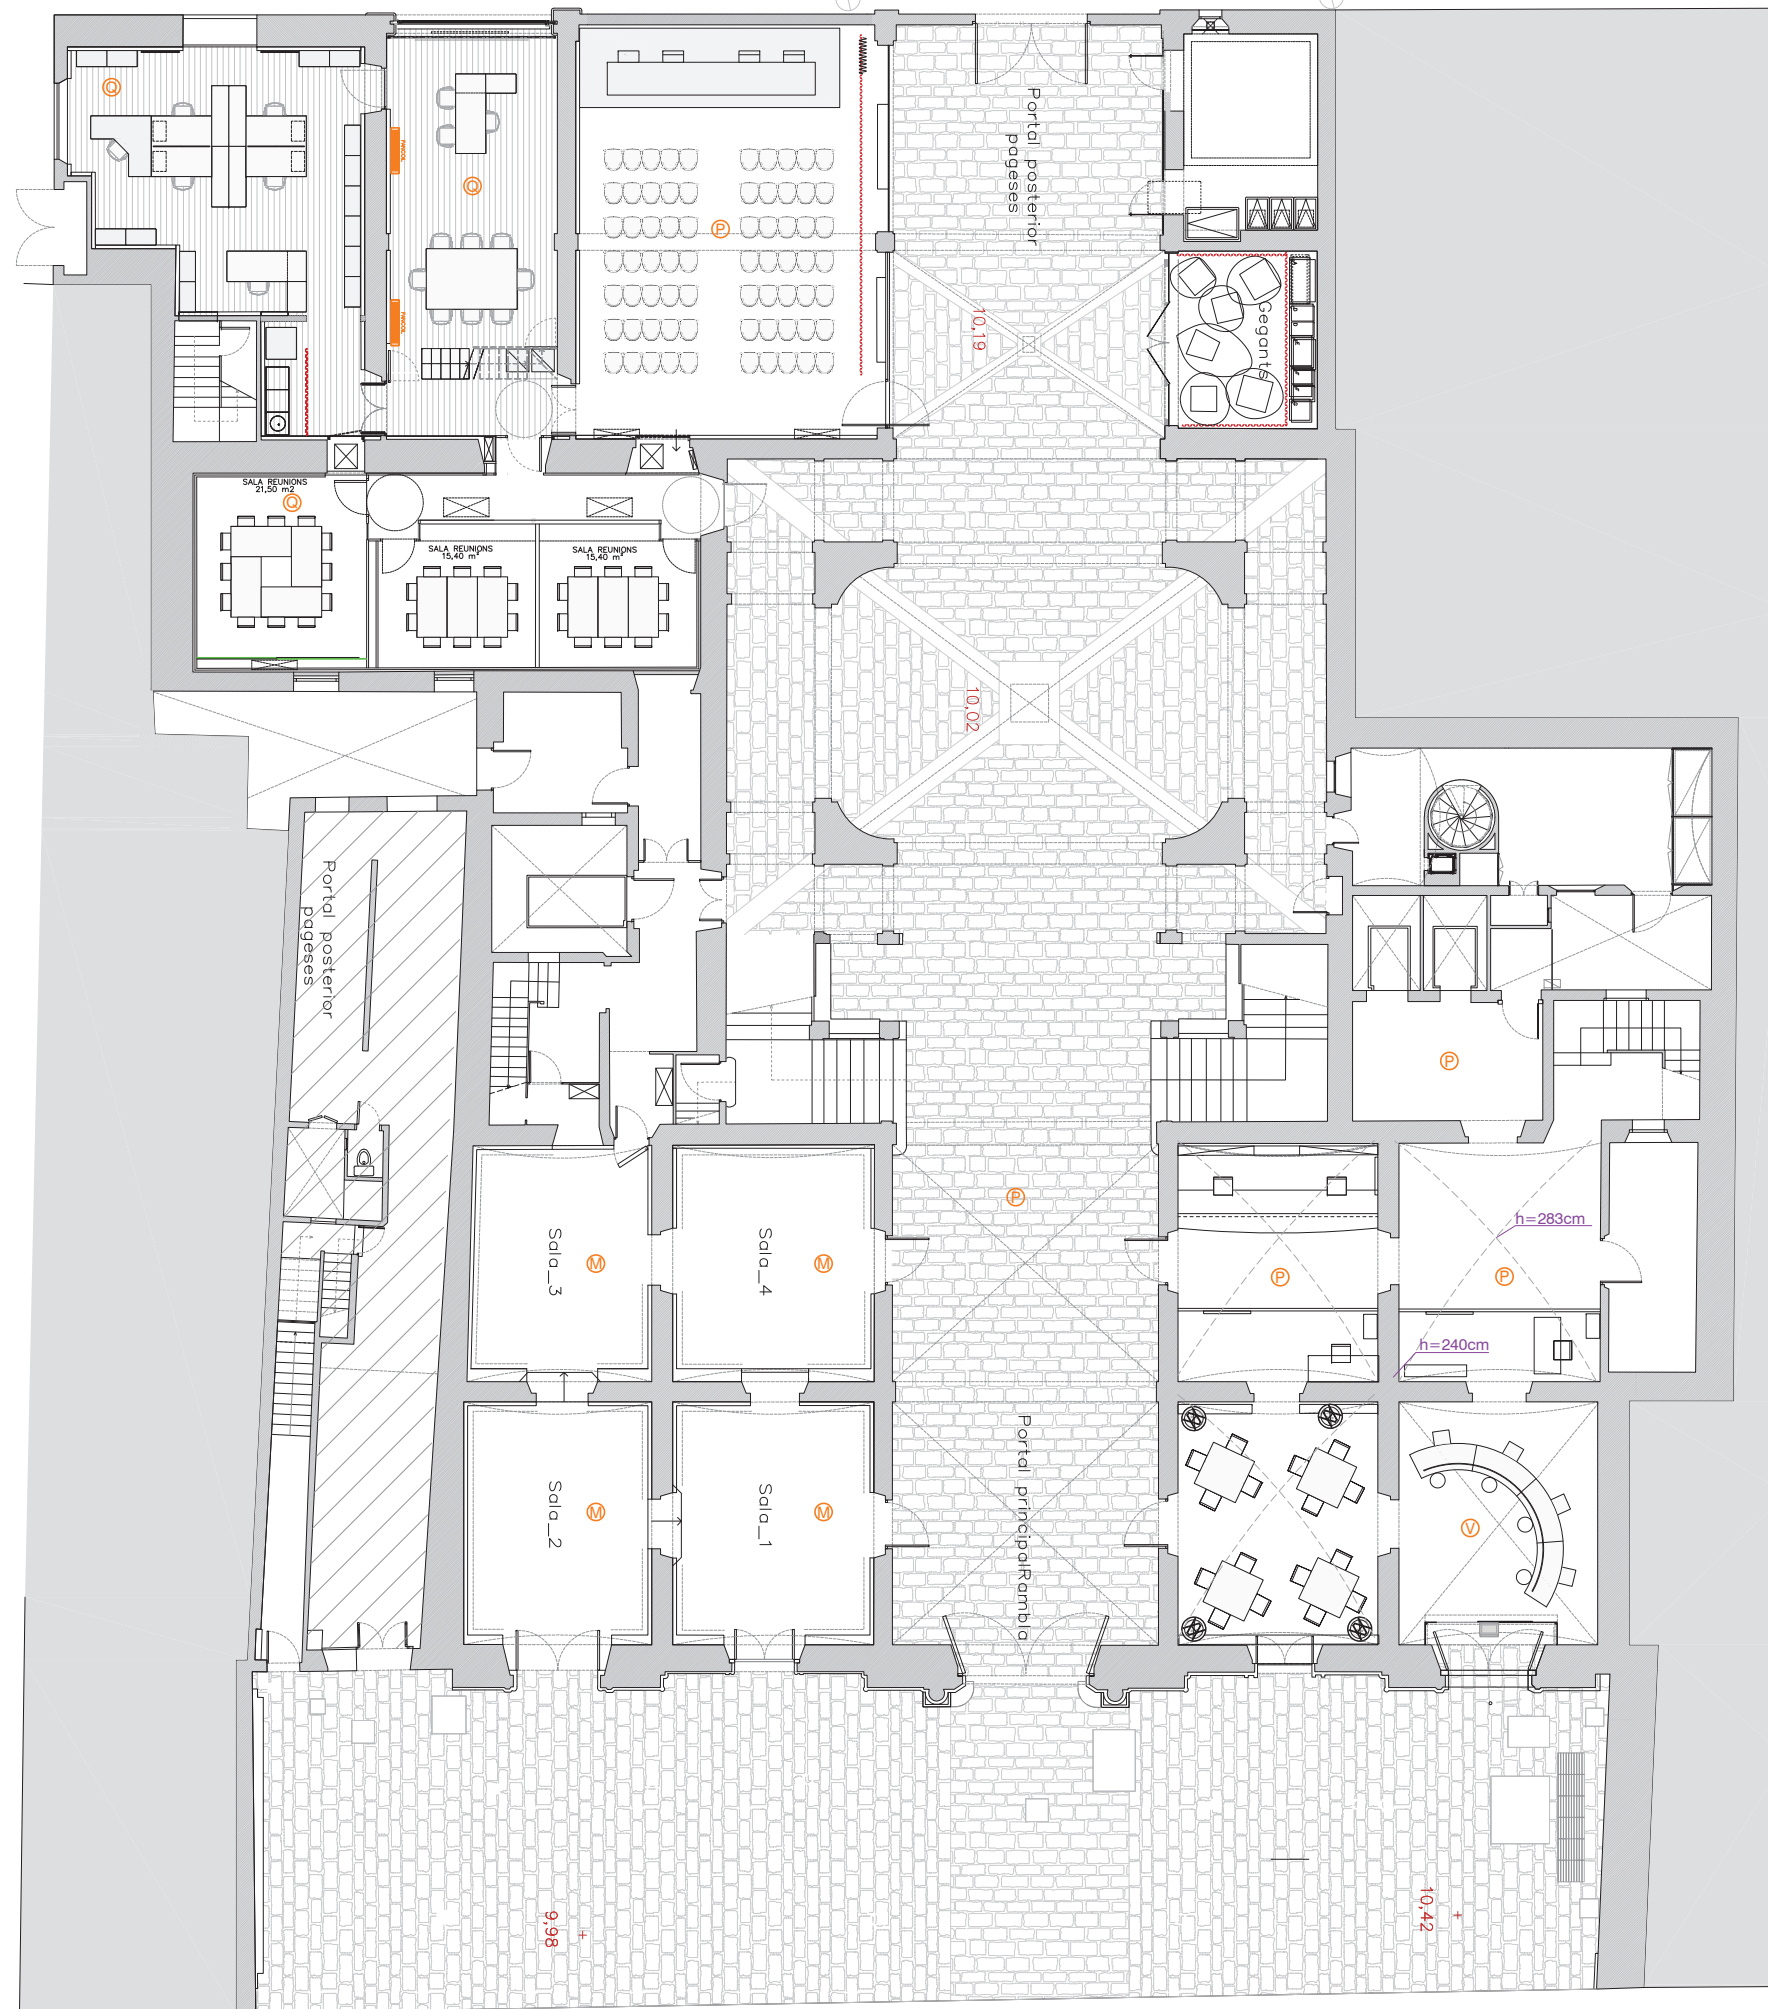 Q
FANCOIL
Q
P
Portal posterior
pageses
FANCOIL
10,19
Gegants
SALA REUNIONS
21,50 m2
Q
SALA REUNIONS
15,40 m²
SALA REUNIONS
15,40 m²
10,02
Portal posterior
pageses
P
P
Sala_3
M
Sala_4
M
P
P
h=283cm
h=240cm
Sala_2
M
Sala_1
M
Portal principalRambla
V
9,98
10,42